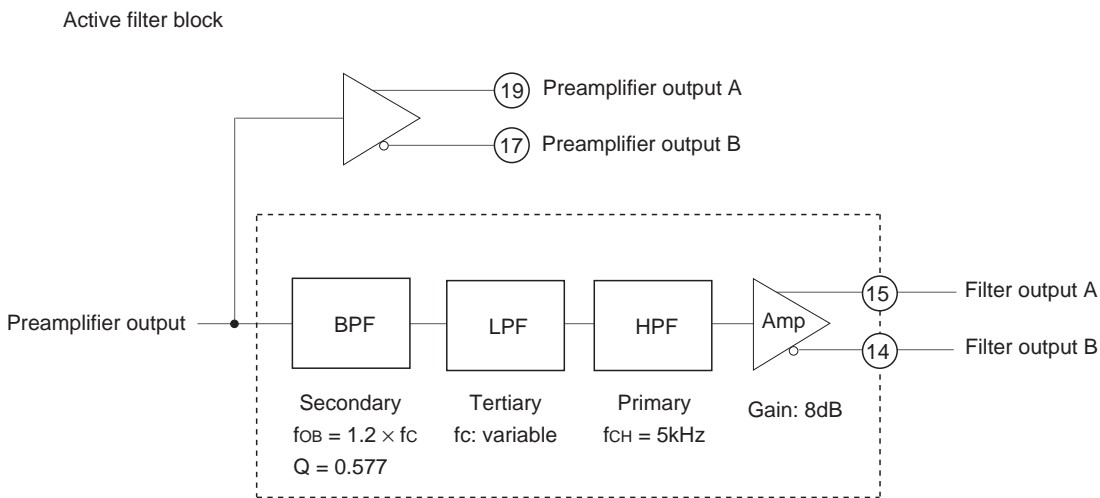 Active filter block
19 Preamplifier output A
17 Preamplifier output B
Preamplifier output
BPF
LPF
HPF
Amp
15 Filter output A
14 Filter output B
Secondary
fOB = 1.2 × fC
Q = 0.577
Tertiary
fC: variable
Primary
fCH = 5kHz
Gain: 8dB